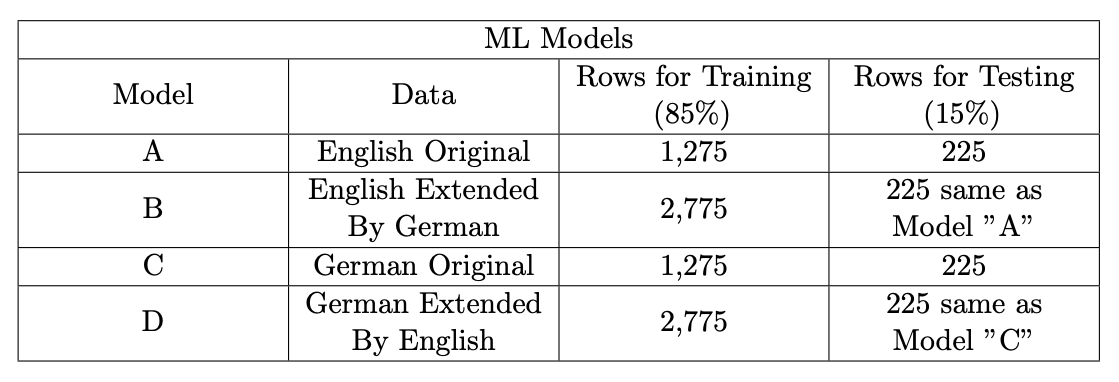 ML Models
Model Data Rows for Training (85%) Rows for Testing (15%)
A English Original 1,275 225
B English Extended By German 2,775 225 same as Model ”A”
C German Original 1,275 225
D German Extended By English 2,775 225 same as Model ”C”